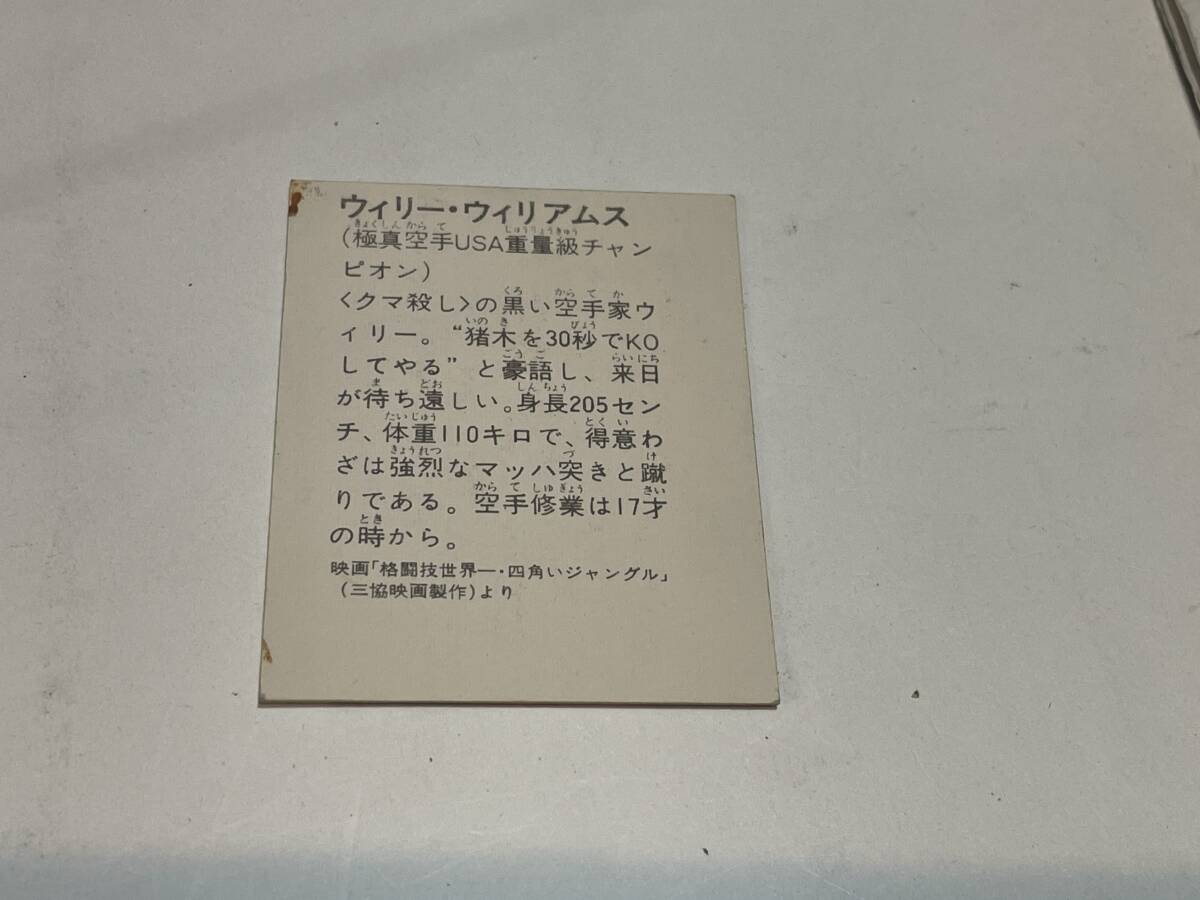 ウィリー・ウィリアムス
(極真空手USA重量級チャン
ピオン)
〈クマ殺し〉の黒い空手家ウ
ィリー。“猪木を30秒でKO
してやる”と豪語し、来日
が待ち遠しい。身長205セン
チ、体重110キロで、得意わ
ざは強烈なマッハ突きと蹴
りである。空手修業は17才
の時から。
映画「格闘技世界一・四角いジャングル」
(三協映画製作)より